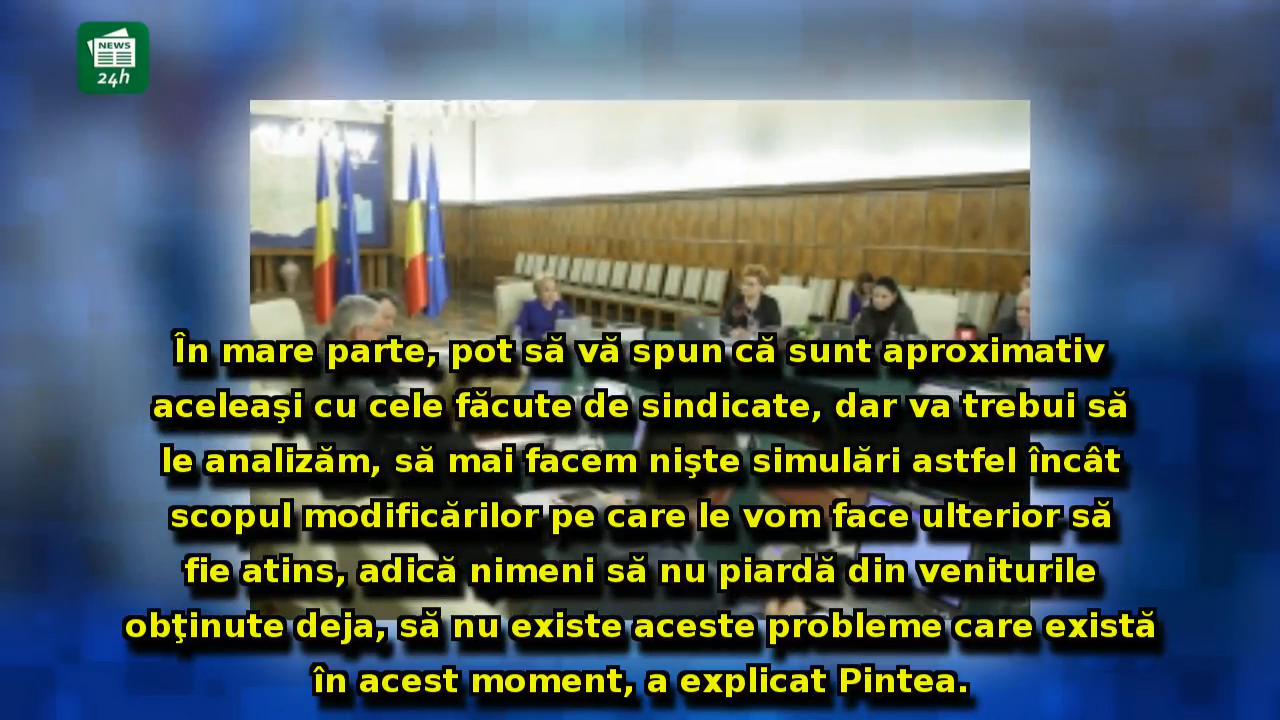 NEWS
24h
În mare parte, pot să vă spun că sunt aproximativ
aceleaşi cu cele făcute de sindicate, dar va trebui să
le analizăm, să mai facem nişte simulări astfel încât
scopul modificărilor pe care le vom face ulterior să
fie atins, adică nimeni să nu piardă din veniturile
obţinute deja, să nu existe aceste probleme care există
în acest moment, a explicat Pintea.